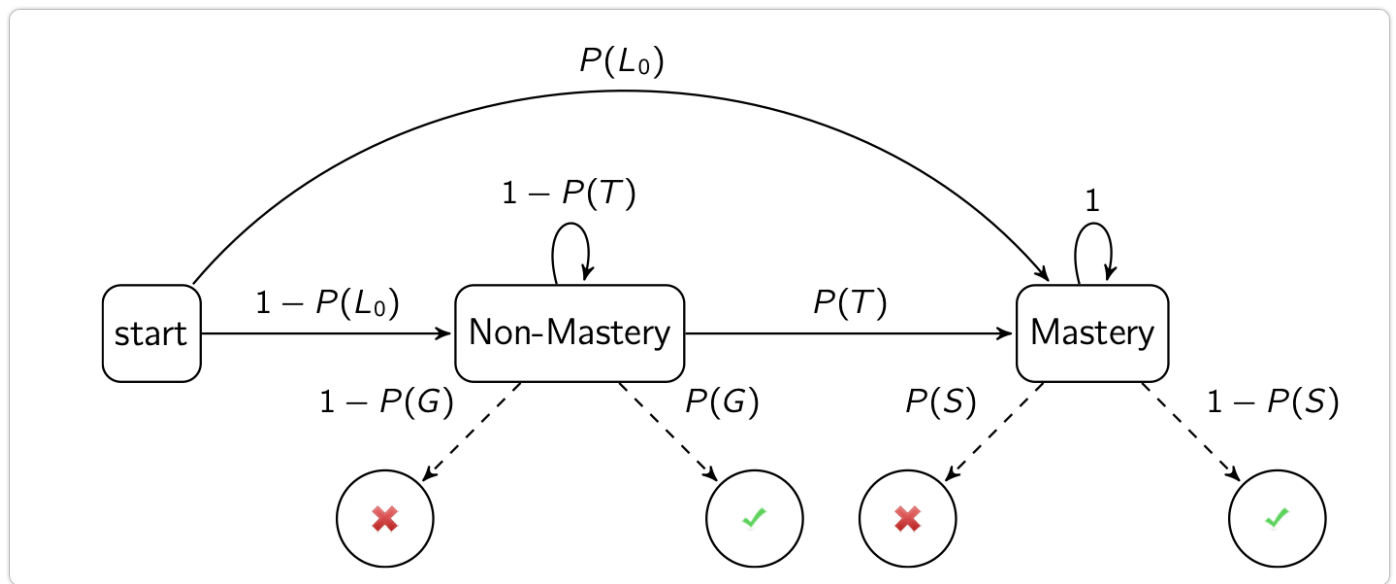 P(L₀)
1 − P(T)
1
1 − P(L₀)
P(T)
start
Non-Mastery
Mastery
1 − P(G)
P(G)
P(S)
1 − P(S)